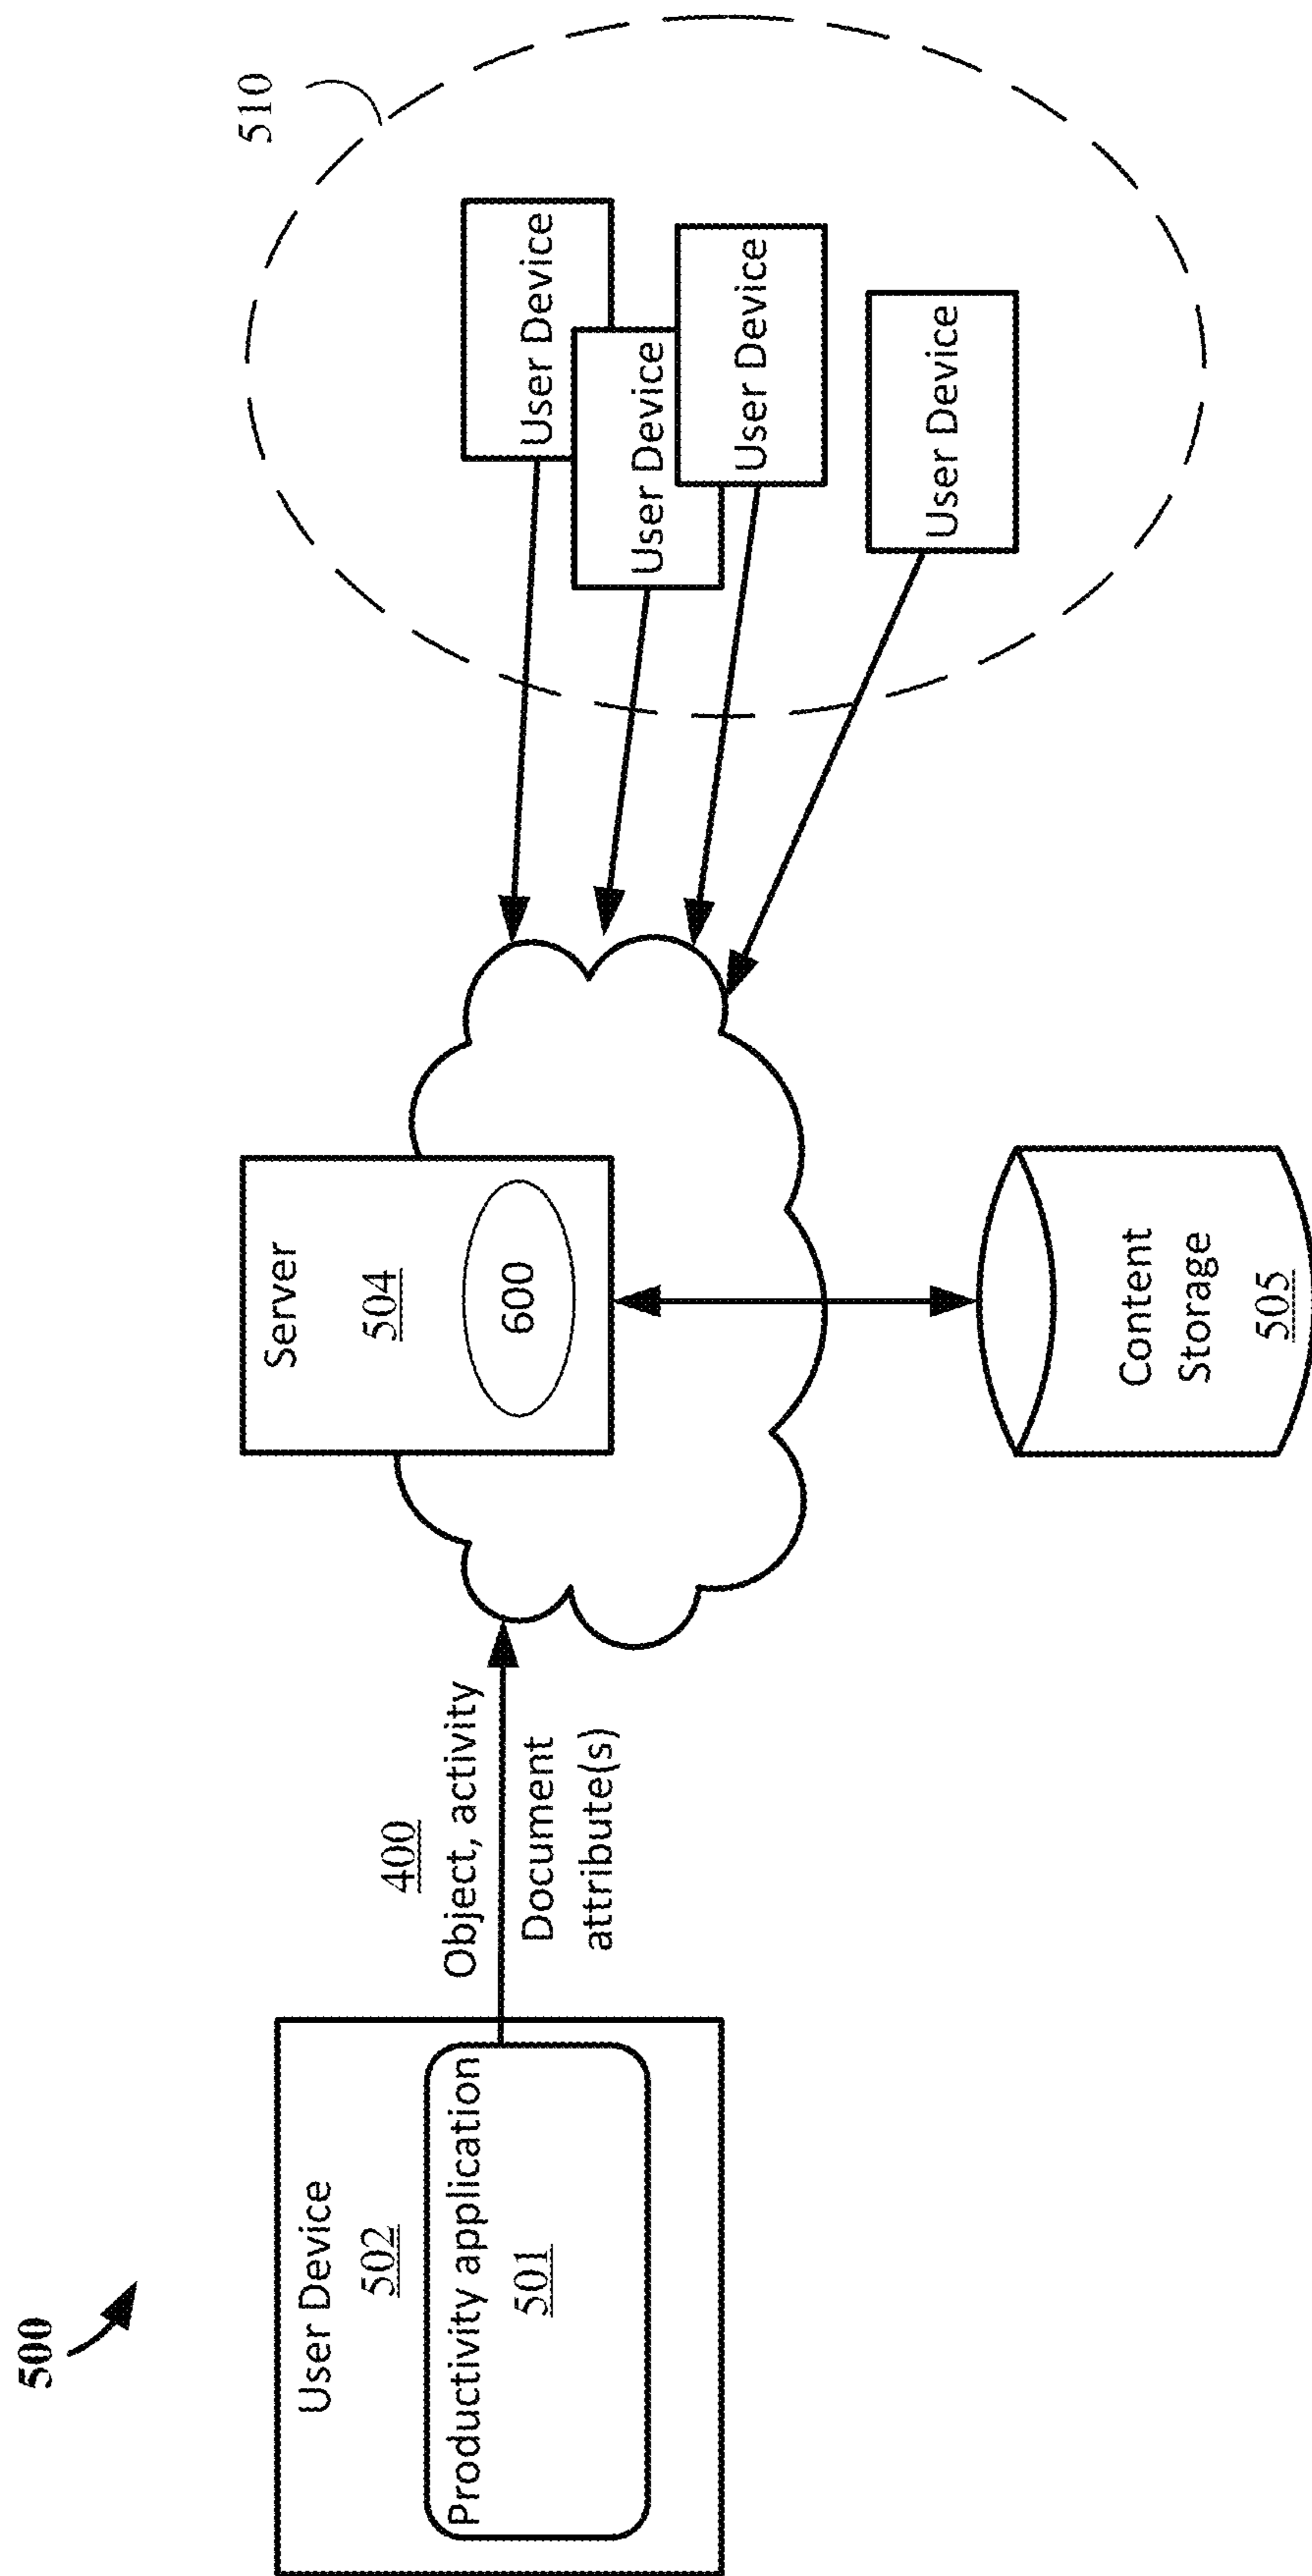 500
User Device
502
Productivity application
501
400
Object, activity
Document
attribute(s)
Server
504
600
Content
Storage
505
510
User Device
User Device
User Device
User Device